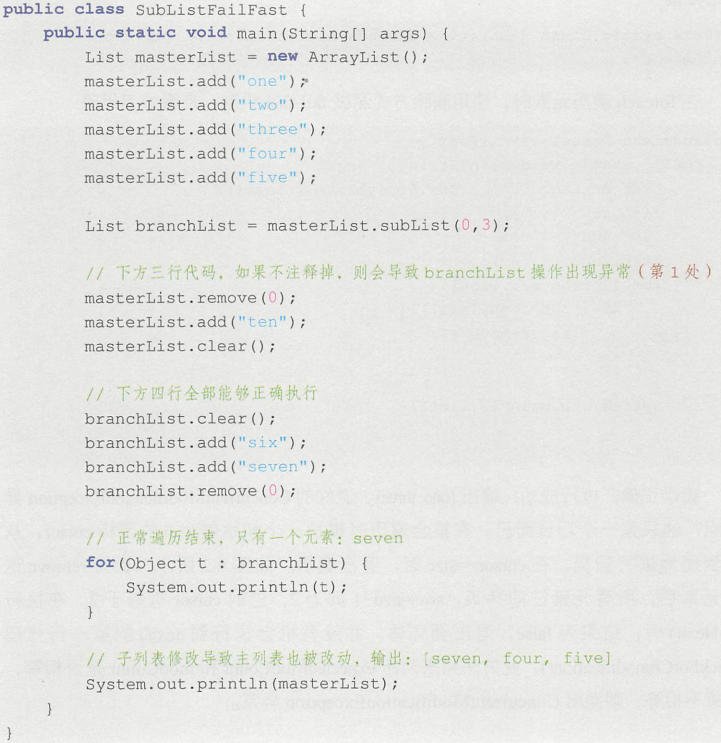 public class SubListFailFast {
    public static void main(String[] args) {
        List masterList = new ArrayList();
        masterList.add("one");
        masterList.add("two");
        masterList.add("three");
        masterList.add("four");
        masterList.add("five");
        List branchList = masterList.subList(0,3);
        // 下方三行代码，如果不注释掉，则会导致 branchList 操作出现异常（第 1 处）
        masterList.remove(0);
        masterList.add("ten");
        masterList.clear();
        // 下方四行全部能够正确执行
        branchList.clear();
        branchList.add("six");
        branchList.add("seven");
        branchList.remove(0);
        // 正常遍历结束，只有一个元素：seven
        for(Object t : branchList) {
            System.out.println(t);
        }
        // 子列表修改导致主列表也被改动，输出：[seven, four, five]
        System.out.println(masterList);
    }
}